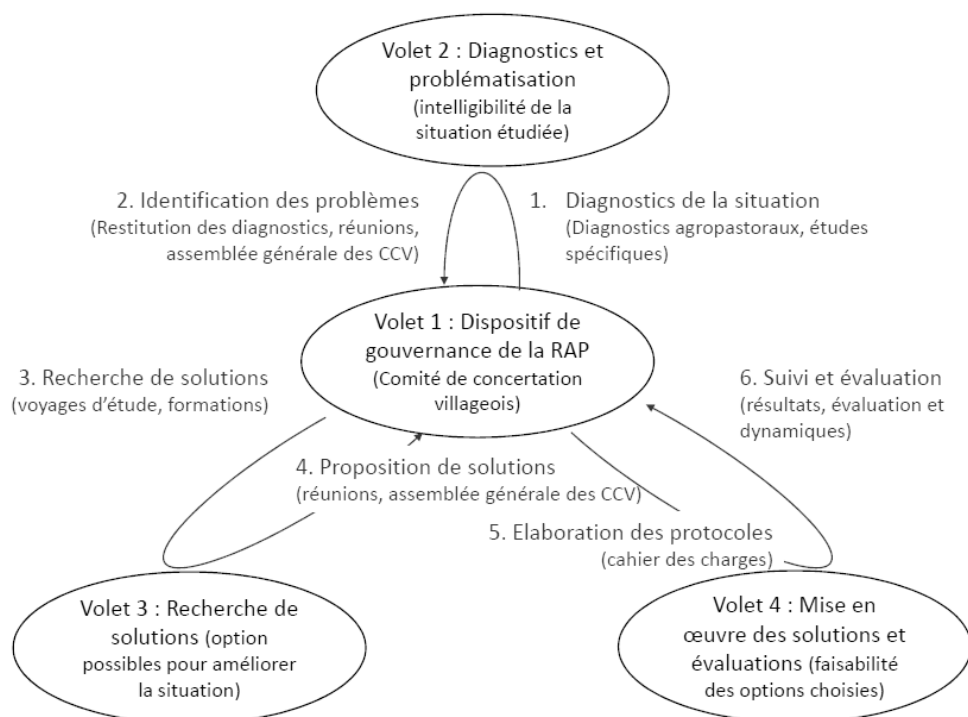 Volet 2 : Diagnostics et
problématisation
(intelligibilité de la
situation étudiée)
2. Identification des problèmes
(Restitution des diagnostics, réunions,
assemblée générale des CCV)
1. Diagnostics de la situation
(Diagnostics agropastoraux, études
spécifiques)
Volet 1 : Dispositif de
gouvernance de la RAP
(Comité de concertation
villageois)
3. Recherche de solutions
(voyages d'étude, formations)
6. Suivi et évaluation
(résultats, évaluation et
dynamiques)
4. Proposition de solutions
(réunions, assemblée générale des CCV)
5. Elaboration des protocoles
(cahier des charges)
Volet 3 : Recherche de
solutions (option
possibles pour améliorer
la situation)
Volet 4 : Mise en
œuvre des solutions et
évaluations (faisabilité
des options choisies)